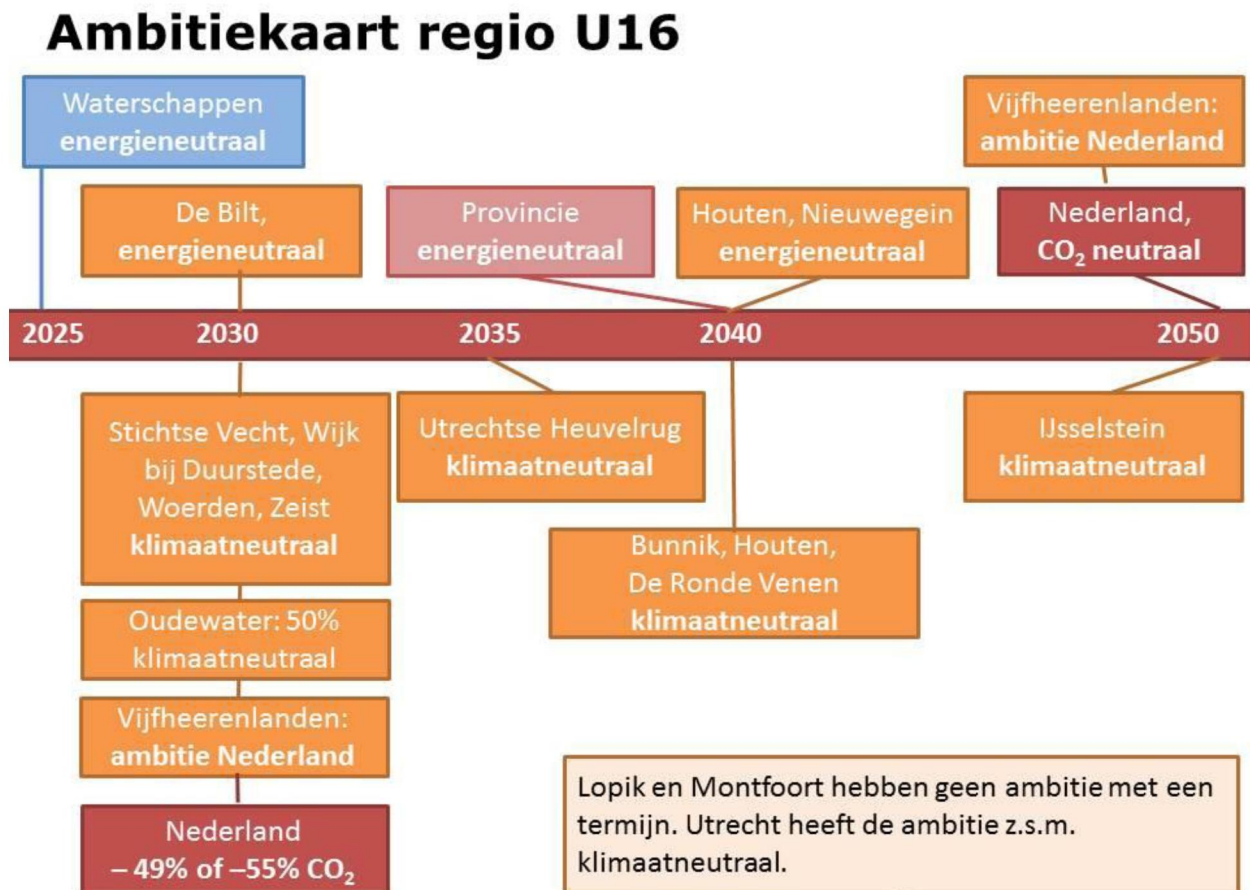 Ambitiekaart regio U16
Waterschappen
energieneutraal
Vijfheerenlanden:
ambitie Nederland
De Bilt,
energieneutraal
Provincie
energieneutraal
Houten, Nieuwegein
energieneutraal
Nederland,
CO₂ neutraal
2025
2030
2035
2040
2050
Stichtse Vecht, Wijk
bij Duurstede,
Woerden, Zeist
klimaatneutraal
Utrechtse Heuvelrug
klimaatneutraal
IJsselstein
klimaatneutraal
Bunnik, Houten,
De Ronde Venen
klimaatneutraal
Oudewater: 50%
klimaatneutraal
Vijfheerenlanden:
ambitie Nederland
Nederland
– 49% of –55% CO₂
Lopik en Montfoort hebben geen ambitie met een
termijn. Utrecht heeft de ambitie z.s.m.
klimaatneutraal.